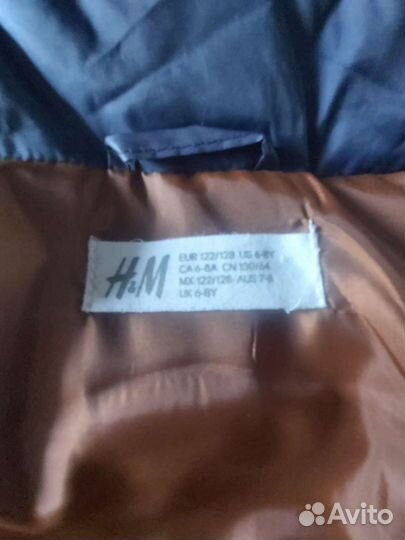 H&M
EUR 122/128 US 6-8Y
CA 6-8A CN 130/64
MX 122/128 AUS 7-8
UK 6-8Y
Avito